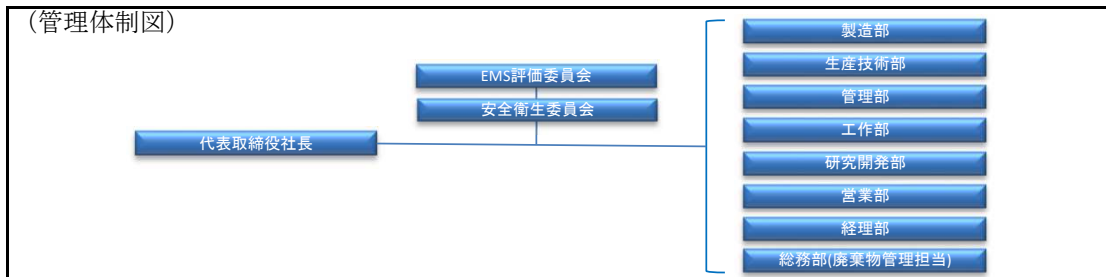 （管理体制図）
EMS評価委員会
安全衛生委員会
代表取締役社長
製造部
生産技術部
管理部
工作部
研究開発部
営業部
経理部
総務部(廃棄物管理担当)